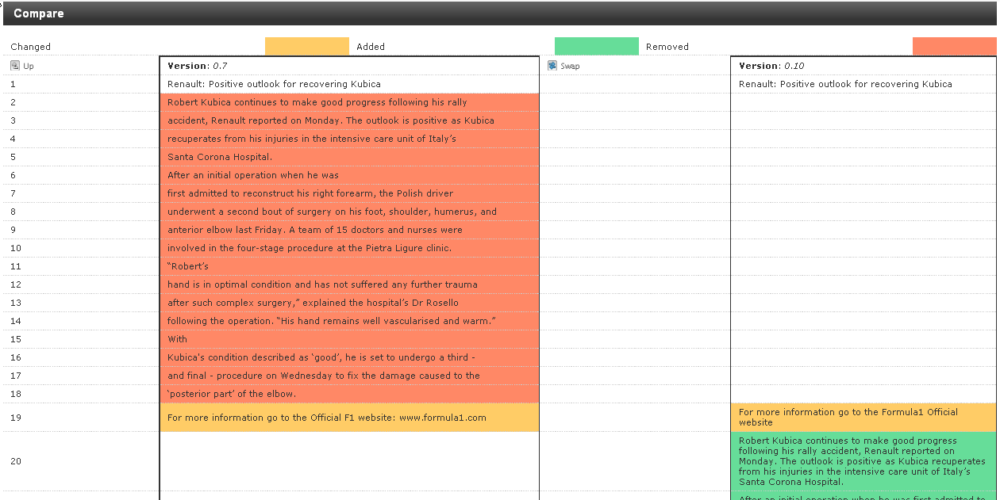 Compare
Changed Added Removed
Up Version: 0.7 Swap Version: 0.10
1 Renault: Positive outlook for recovering Kubica Renault: Positive outlook for recovering Kubica
2 Robert Kubica continues to make good progress following his rally
3 accident, Renault reported on Monday. The outlook is positive as Kubica
4 recuperates from his injuries in the intensive care unit of Italy’s
5 Santa Corona Hospital.
6 After an initial operation when he was
7 first admitted to reconstruct his right forearm, the Polish driver
8 underwent a second bout of surgery on his foot, shoulder, humerus, and
9 anterior elbow last Friday. A team of 15 doctors and nurses were
10 involved in the four-stage procedure at the Pietra Ligure clinic.
11 “Robert’s
12 hand is in optimal condition and has not suffered any further trauma
13 after such complex surgery,” explained the hospital’s Dr Rosello
14 following the operation. “His hand remains well vascularised and warm.”
15 With
16 Kubica's condition described as ‘good’, he is set to undergo a third -
17 and final - procedure on Wednesday to fix the damage caused to the
18 ‘posterior part’ of the elbow.
19 For more information go to the Official F1 website: www.formula1.com
For more information go to the Formula1 Official
website
20
Robert Kubica continues to make good progress
following his rally accident, Renault reported on
Monday. The outlook is positive as Kubica recuperates
from his injuries in the intensive care unit of Italy’s
Santa Corona Hospital.
After an initial operation when he was first admitted to